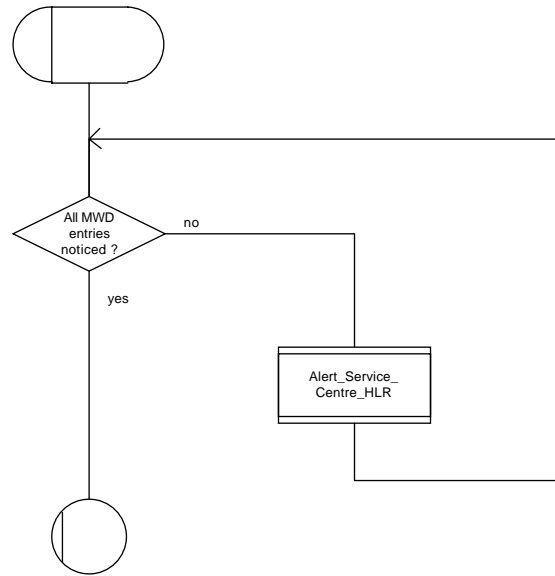 All MWD
entries
noticed ?
no
yes
Alert_Service_
Centre_HLR